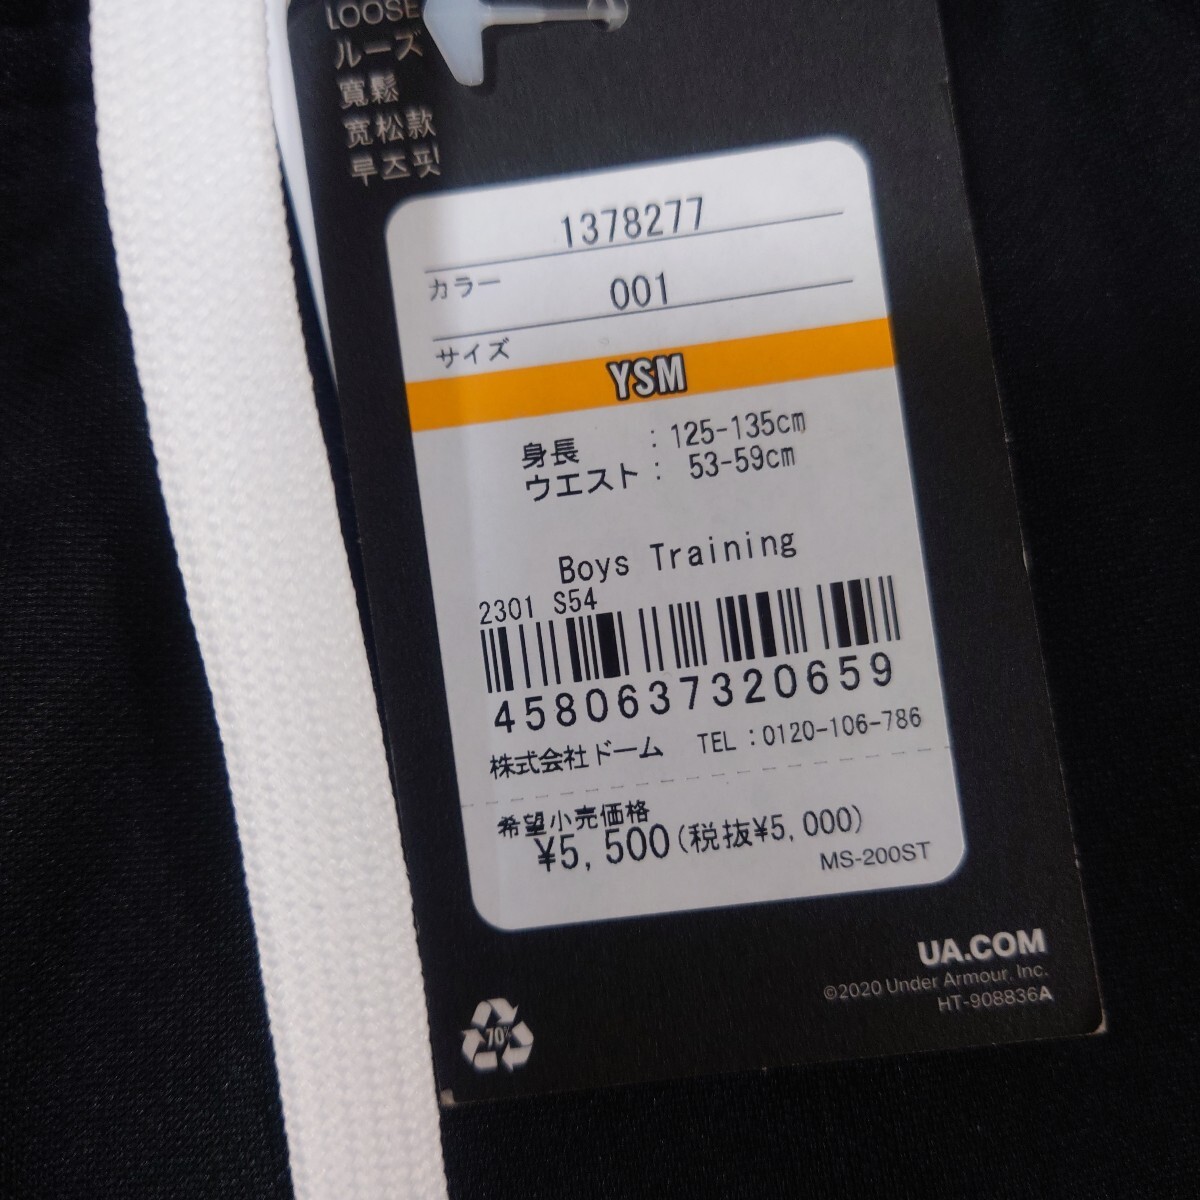 LOOSE
ルーズ
寬鬆
宽松款
루즈핏
1378277
カラー 001
サイズ
YSM
身長 : 125-135cm
ウエスト : 53-59cm
Boys Training
2301 S54
4580637320659
株式会社ドーム TEL:0120-106-786
希望小売価格
¥5,500(税抜¥5,000)
MS-200ST
UA.COM
©2020 Under Armour, Inc.
HT-908836A
70%